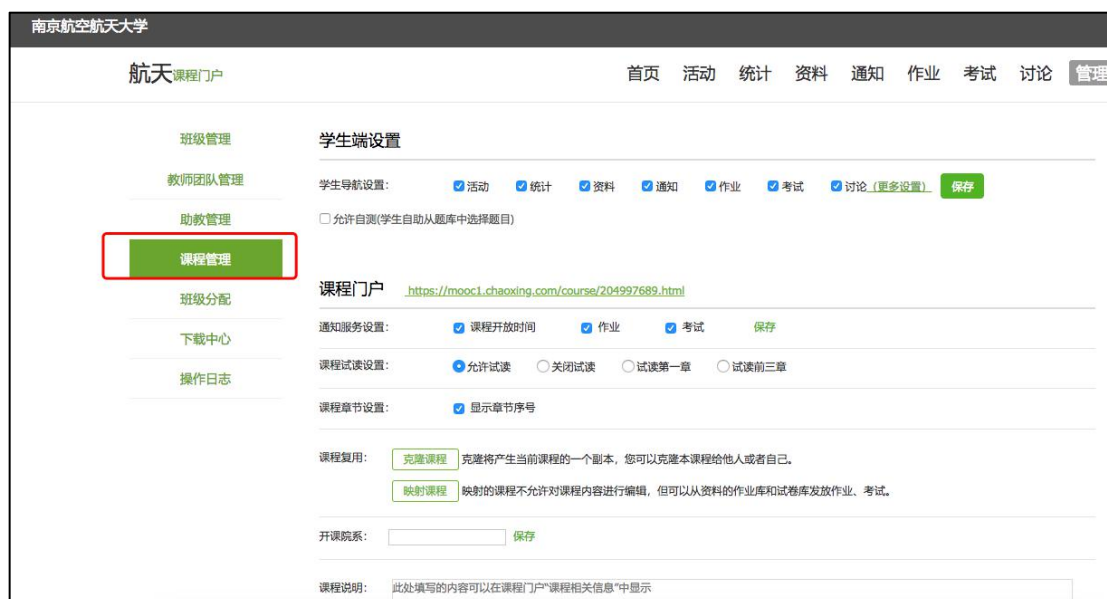 南京航空航天大学
航天课程门户
首页 活动 统计 资料 通知 作业 考试 讨论 管理
班级管理
教师团队管理
助教管理
课程管理
班级分配
下载中心
操作日志
学生端设置
学生导航设置： 活动 统计 资料 通知 作业 考试 讨论 (更多设置) 保存
允许自测(学生自助从题库中选择题目)
课程门户 https://mooc1.chaoxing.com/course/204997689.html
通知服务设置： 课程开放时间 作业 考试 保存
课程试读设置： 允许试读 关闭试读 试读第一章 试读前三章
课程章节设置： 显示章节序号
课程复用： 克隆课程 克隆将产生当前课程的一个副本，您可以克隆本课程给他人或者自己。
映射课程 映射的课程不允许对课程内容进行编辑，但可以从资料的作业库和试卷库发放作业、考试。
开课院系： 保存
课程说明： 此处填写的内容可以在课程门户“课程相关信息”中显示